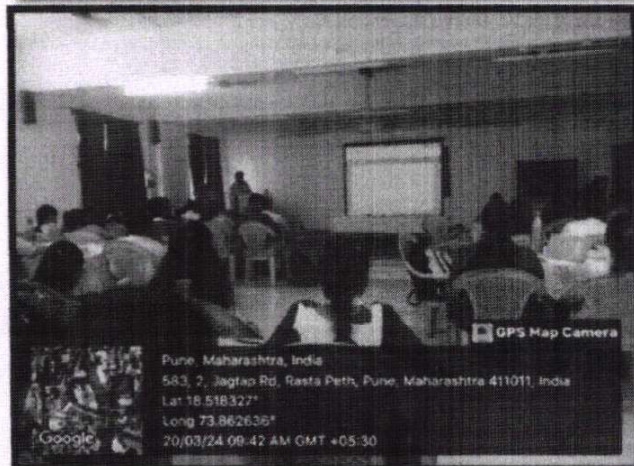 GPS Map Camera
Pune, Maharashtra, India
583, 2, Jagtap Rd, Rasta Peth, Pune, Maharashtra 411011, India
Lat 18.518327°
Long 73.862636°
20/03/24 09:42 AM GMT +05:30
Google